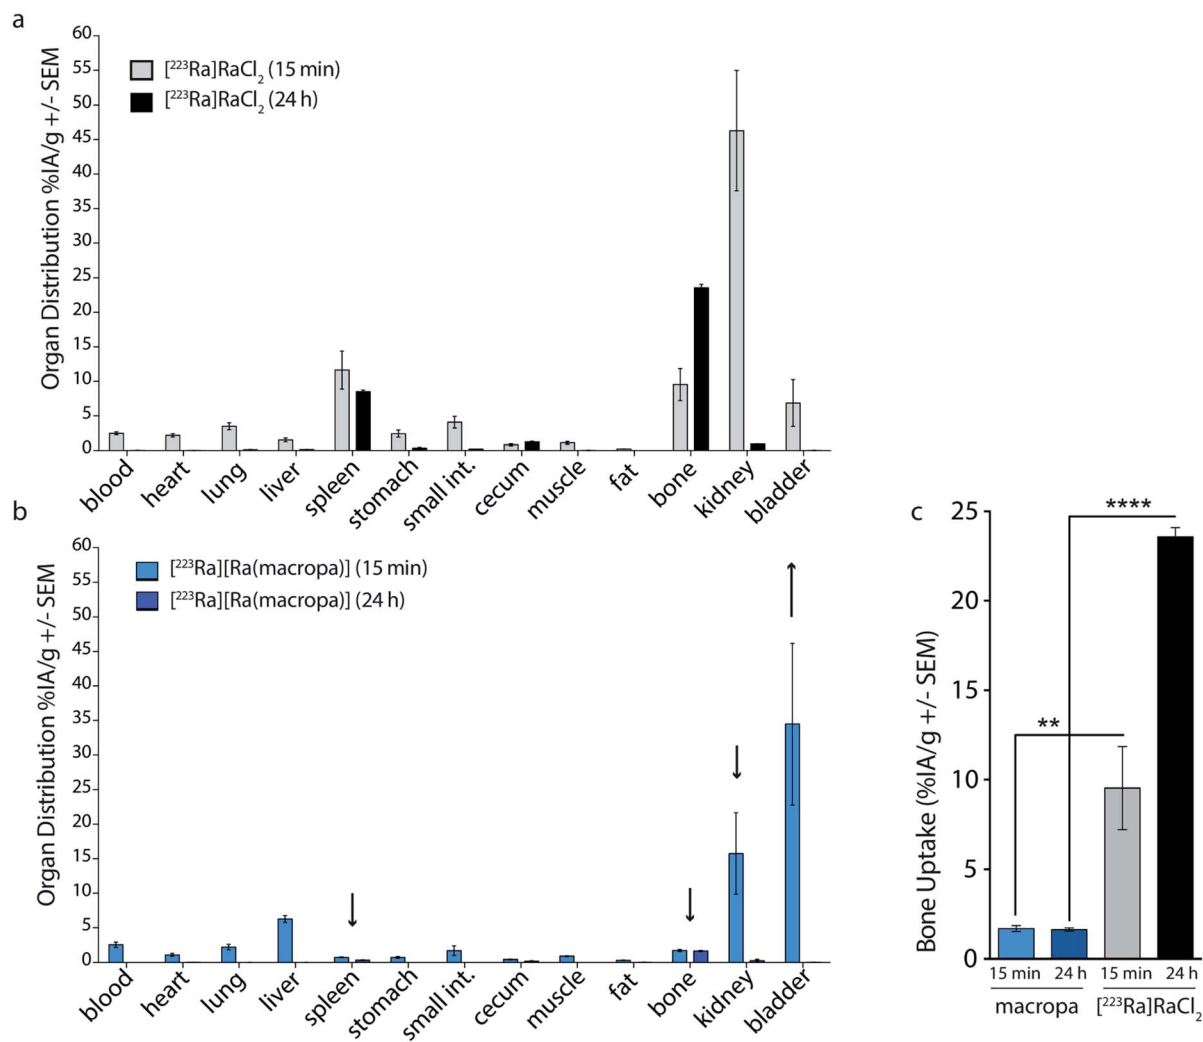 a
Organ Distribution %IA/g +/- SEM
60
55
50
45
40
35
30
25
20
15
10
5
0
[²²³Ra]RaCl₂ (15 min)
[²²³Ra]RaCl₂ (24 h)
blood
heart
lung
liver
spleen
stomach
small int.
cecum
muscle
fat
bone
kidney
bladder
b
Organ Distribution %IA/g +/- SEM
60
55
50
45
40
35
30
25
20
15
10
5
0
[²²³Ra][Ra(macropa)] (15 min)
[²²³Ra][Ra(macropa)] (24 h)
↓
↓
↓
↑
blood
heart
lung
liver
spleen
stomach
small int.
cecum
muscle
fat
bone
kidney
bladder
c
Bone Uptake (%IA/g +/- SEM)
25
20
15
10
5
0
****
**
15 min 24 h 15 min 24 h
macropa [²²³Ra]RaCl₂